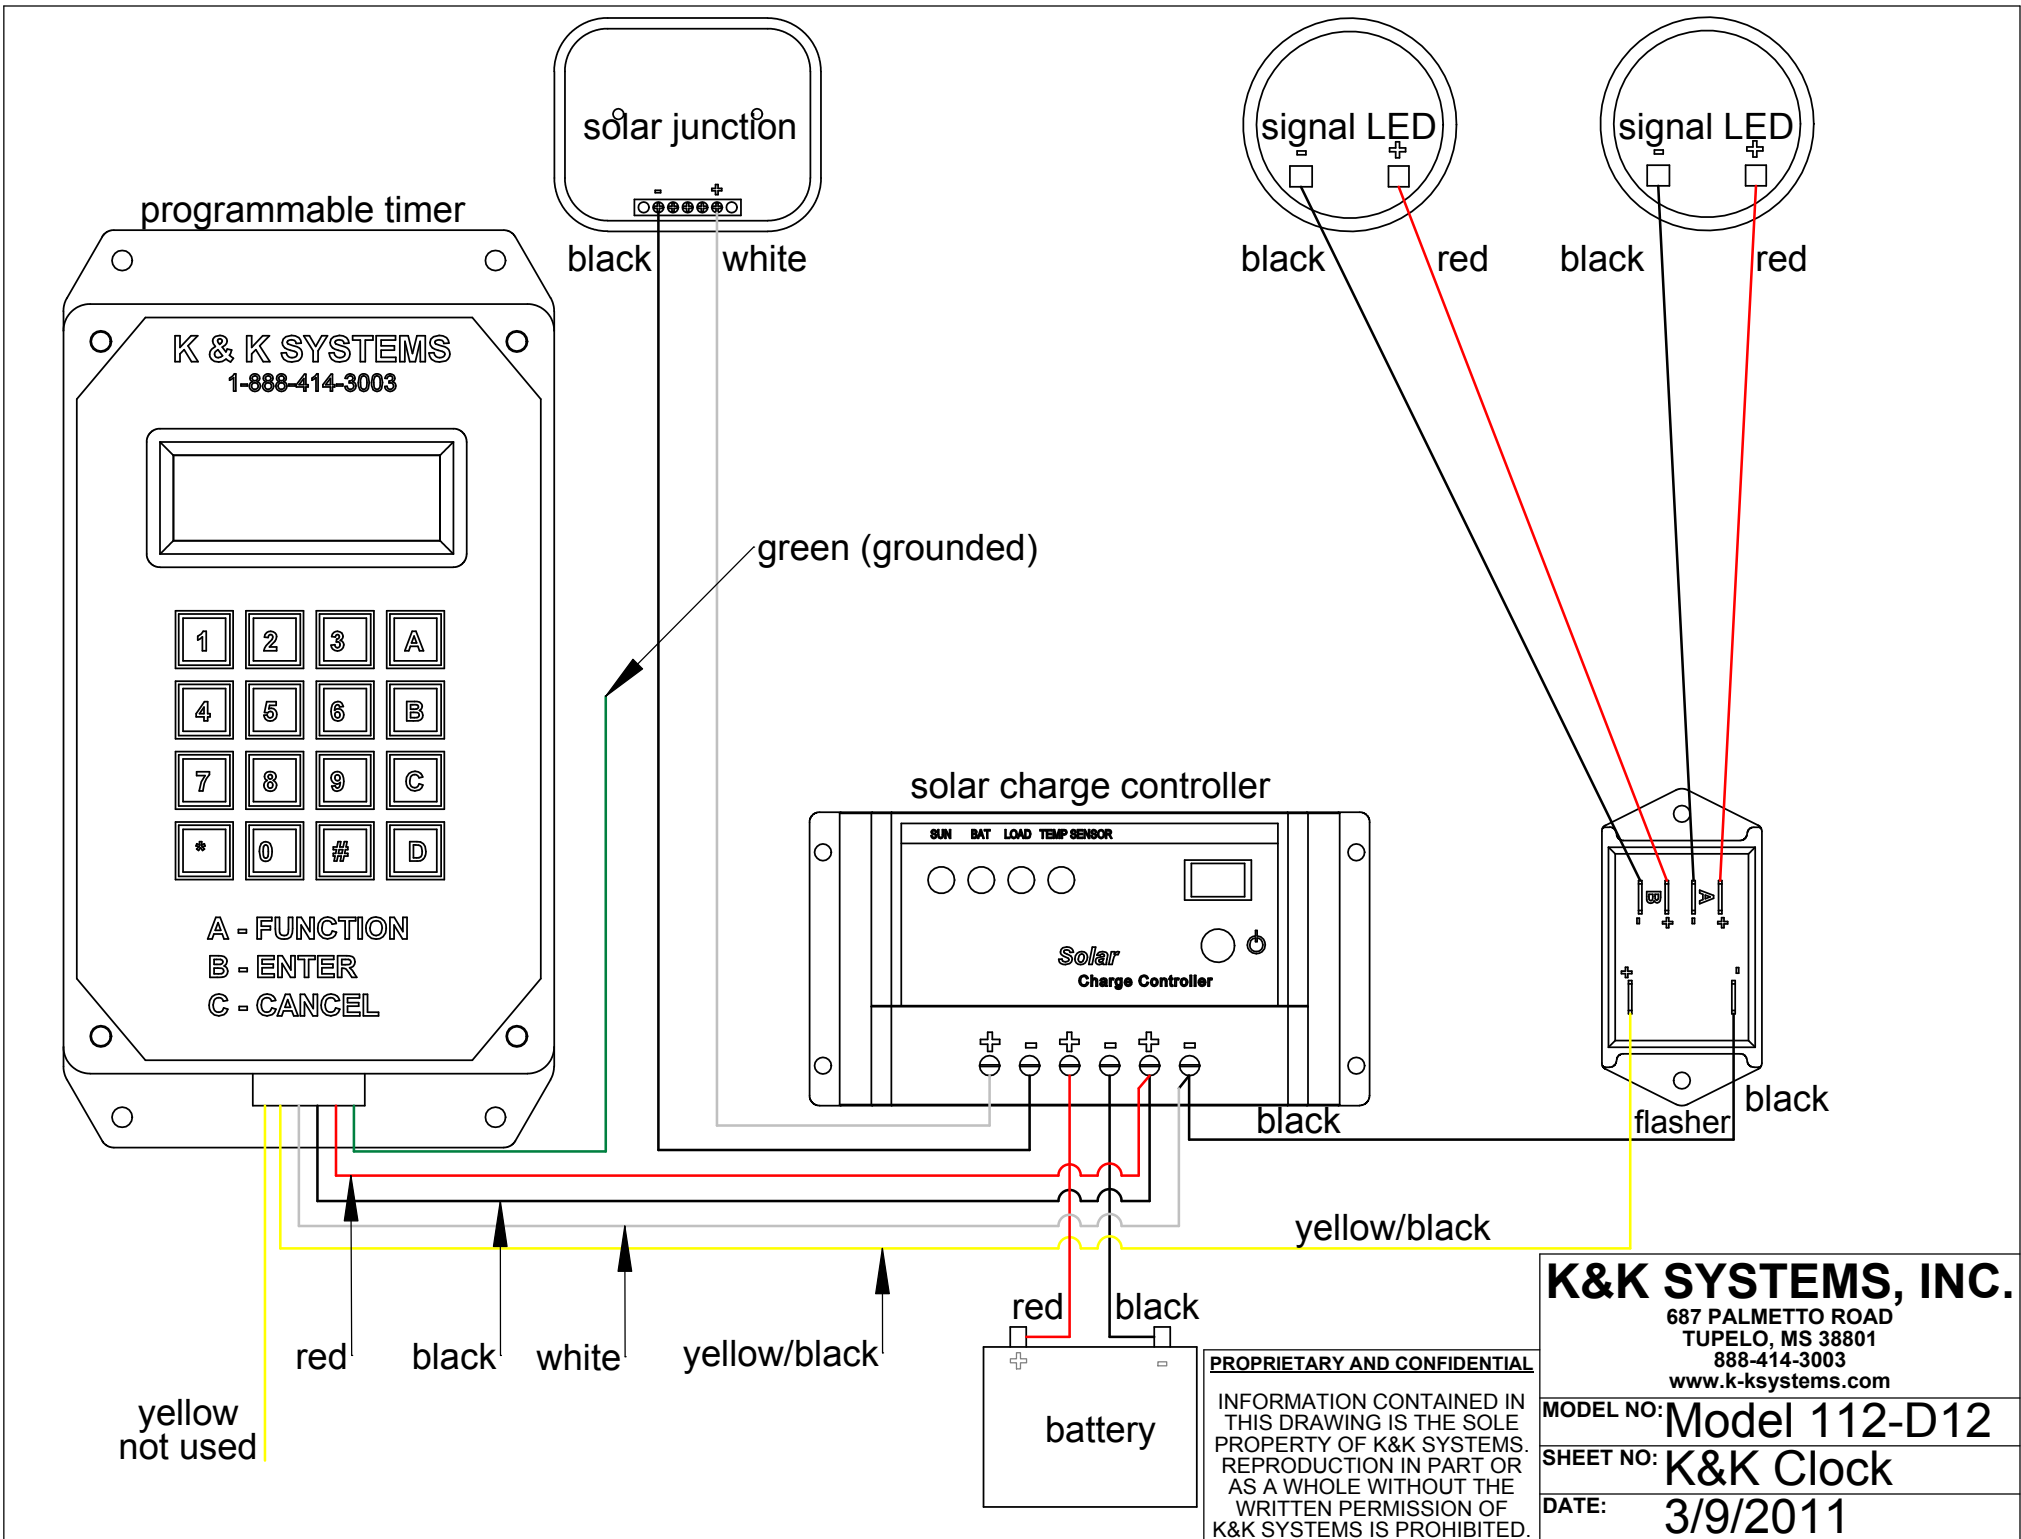 solar junction
- +
black white
signal LED
- +
black red
signal LED
- +
black red
programmable timer
K & K SYSTEMS
1-888-414-3003
1 2 3 A
4 5 6 B
7 8 9 C
* 0 # D
A - FUNCTION
B - ENTER
C - CANCEL
green (grounded)
solar charge controller
SUN BAT LOAD TEMP SENSOR
Solar
Charge Controller
+ - + - + -
black
B A
- + - +
+ -
flasher
black
yellow/black
red
black
white
yellow/black
yellow
not used
red black
+ -
battery
PROPRIETARY AND CONFIDENTIAL
INFORMATION CONTAINED IN
THIS DRAWING IS THE SOLE
PROPERTY OF K&K SYSTEMS.
REPRODUCTION IN PART OR
AS A WHOLE WITHOUT THE
WRITTEN PERMISSION OF
K&K SYSTEMS IS PROHIBITED.
K&K SYSTEMS, INC.
687 PALMETTO ROAD
TUPELO, MS 38801
888-414-3003
www.k-ksystems.com
MODEL NO: Model 112-D12
SHEET NO: K&K Clock
DATE: 3/9/2011